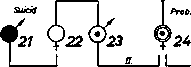 Suicid Prob.
21 22 23 24
II.